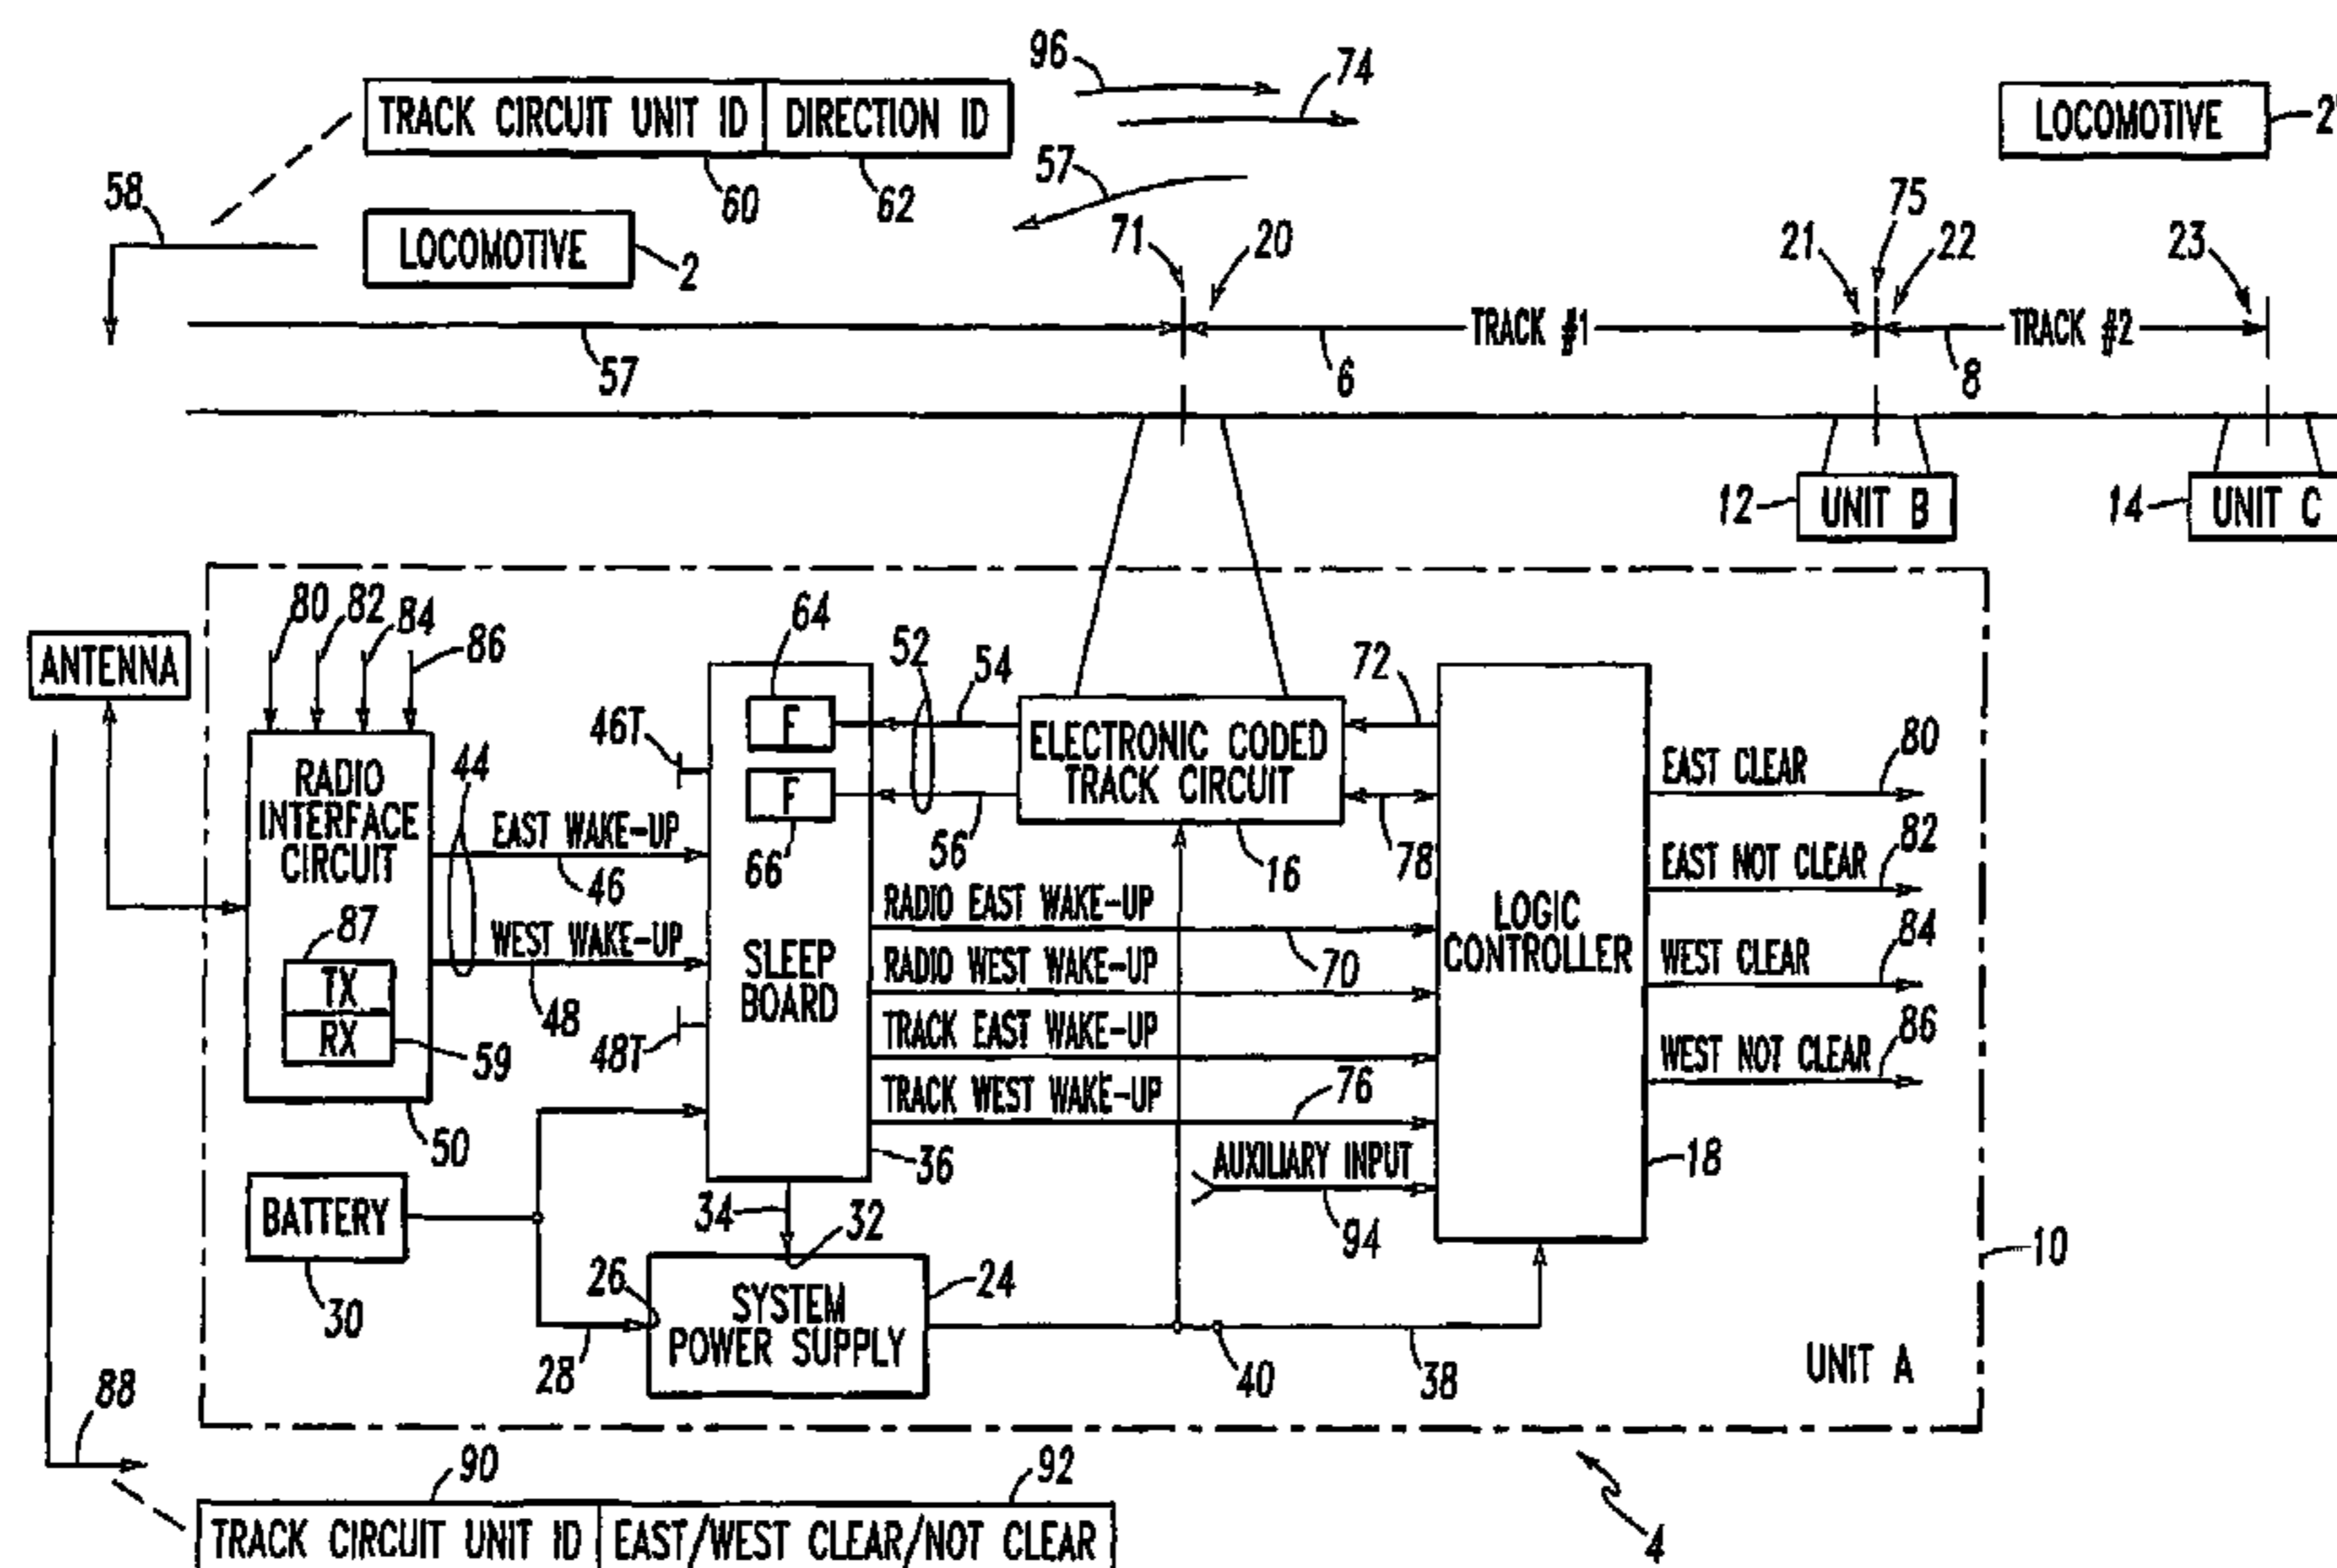 96
74
TRACK CIRCUIT UNIT ID DIRECTION ID
LOCOMOTIVE 2'
58
60
62
57
71
20
21
75
22
23
LOCOMOTIVE 2
TRACK #1
TRACK #2
57
6
8
12 UNIT B
14 UNIT C
80
82
84
86
ANTENNA
64
52
54
72
46T
F
F
ELECTRONIC CODED
TRACK CIRCUIT
RADIO
INTERFACE
CIRCUIT
44
EAST WAKE-UP
46
66
56
16
78
EAST CLEAR
80
EAST NOT CLEAR
82
WEST CLEAR
84
WEST NOT CLEAR
86
87
TX
RX
59
50
WEST WAKE-UP
48
48T
SLEEP
BOARD
RADIO EAST WAKE-UP
70
RADIO WEST WAKE-UP
TRACK EAST WAKE-UP
TRACK WEST WAKE-UP
76
LOGIC
CONTROLLER
AUXILIARY INPUT
94
36
18
BATTERY
30
34
32
26
28
SYSTEM
POWER SUPPLY
24
40
38
UNIT A
10
88
90
92
TRACK CIRCUIT UNIT ID EAST/WEST CLEAR/NOT CLEAR
4